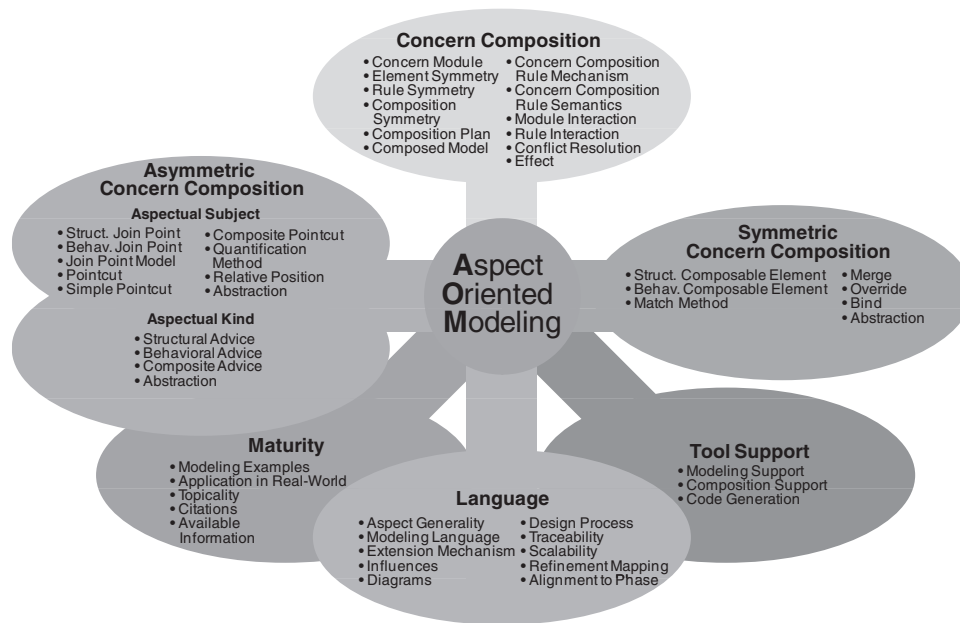 Concern Composition
• Concern Module
• Element Symmetry
• Rule Symmetry
• Composition
Symmetry
• Composition Plan
• Composed Model
• Concern Composition
Rule Mechanism
• Concern Composition
Rule Semantics
• Module Interaction
• Rule Interaction
• Conflict Resolution
• Effect
Asymmetric
Concern Composition
Aspectual Subject
• Struct. Join Point
• Behav. Join Point
• Join Point Model
• Pointcut
• Simple Pointcut
• Composite Pointcut
• Quantification
Method
• Relative Position
• Abstraction
Aspectual Kind
• Structural Advice
• Behavioral Advice
• Composite Advice
• Abstraction
Aspect
Oriented
Modeling
Symmetric
Concern Composition
• Struct. Composable Element
• Behav. Composable Element
• Match Method
• Merge
• Override
• Bind
• Abstraction
Maturity
• Modeling Examples
• Application in Real-World
• Topicality
• Citations
• Available
Information
Language
• Aspect Generality
• Modeling Language
• Extension Mechanism
• Influences
• Diagrams
• Design Process
• Traceability
• Scalability
• Refinement Mapping
• Alignment to Phase
Tool Support
• Modeling Support
• Composition Support
• Code Generation